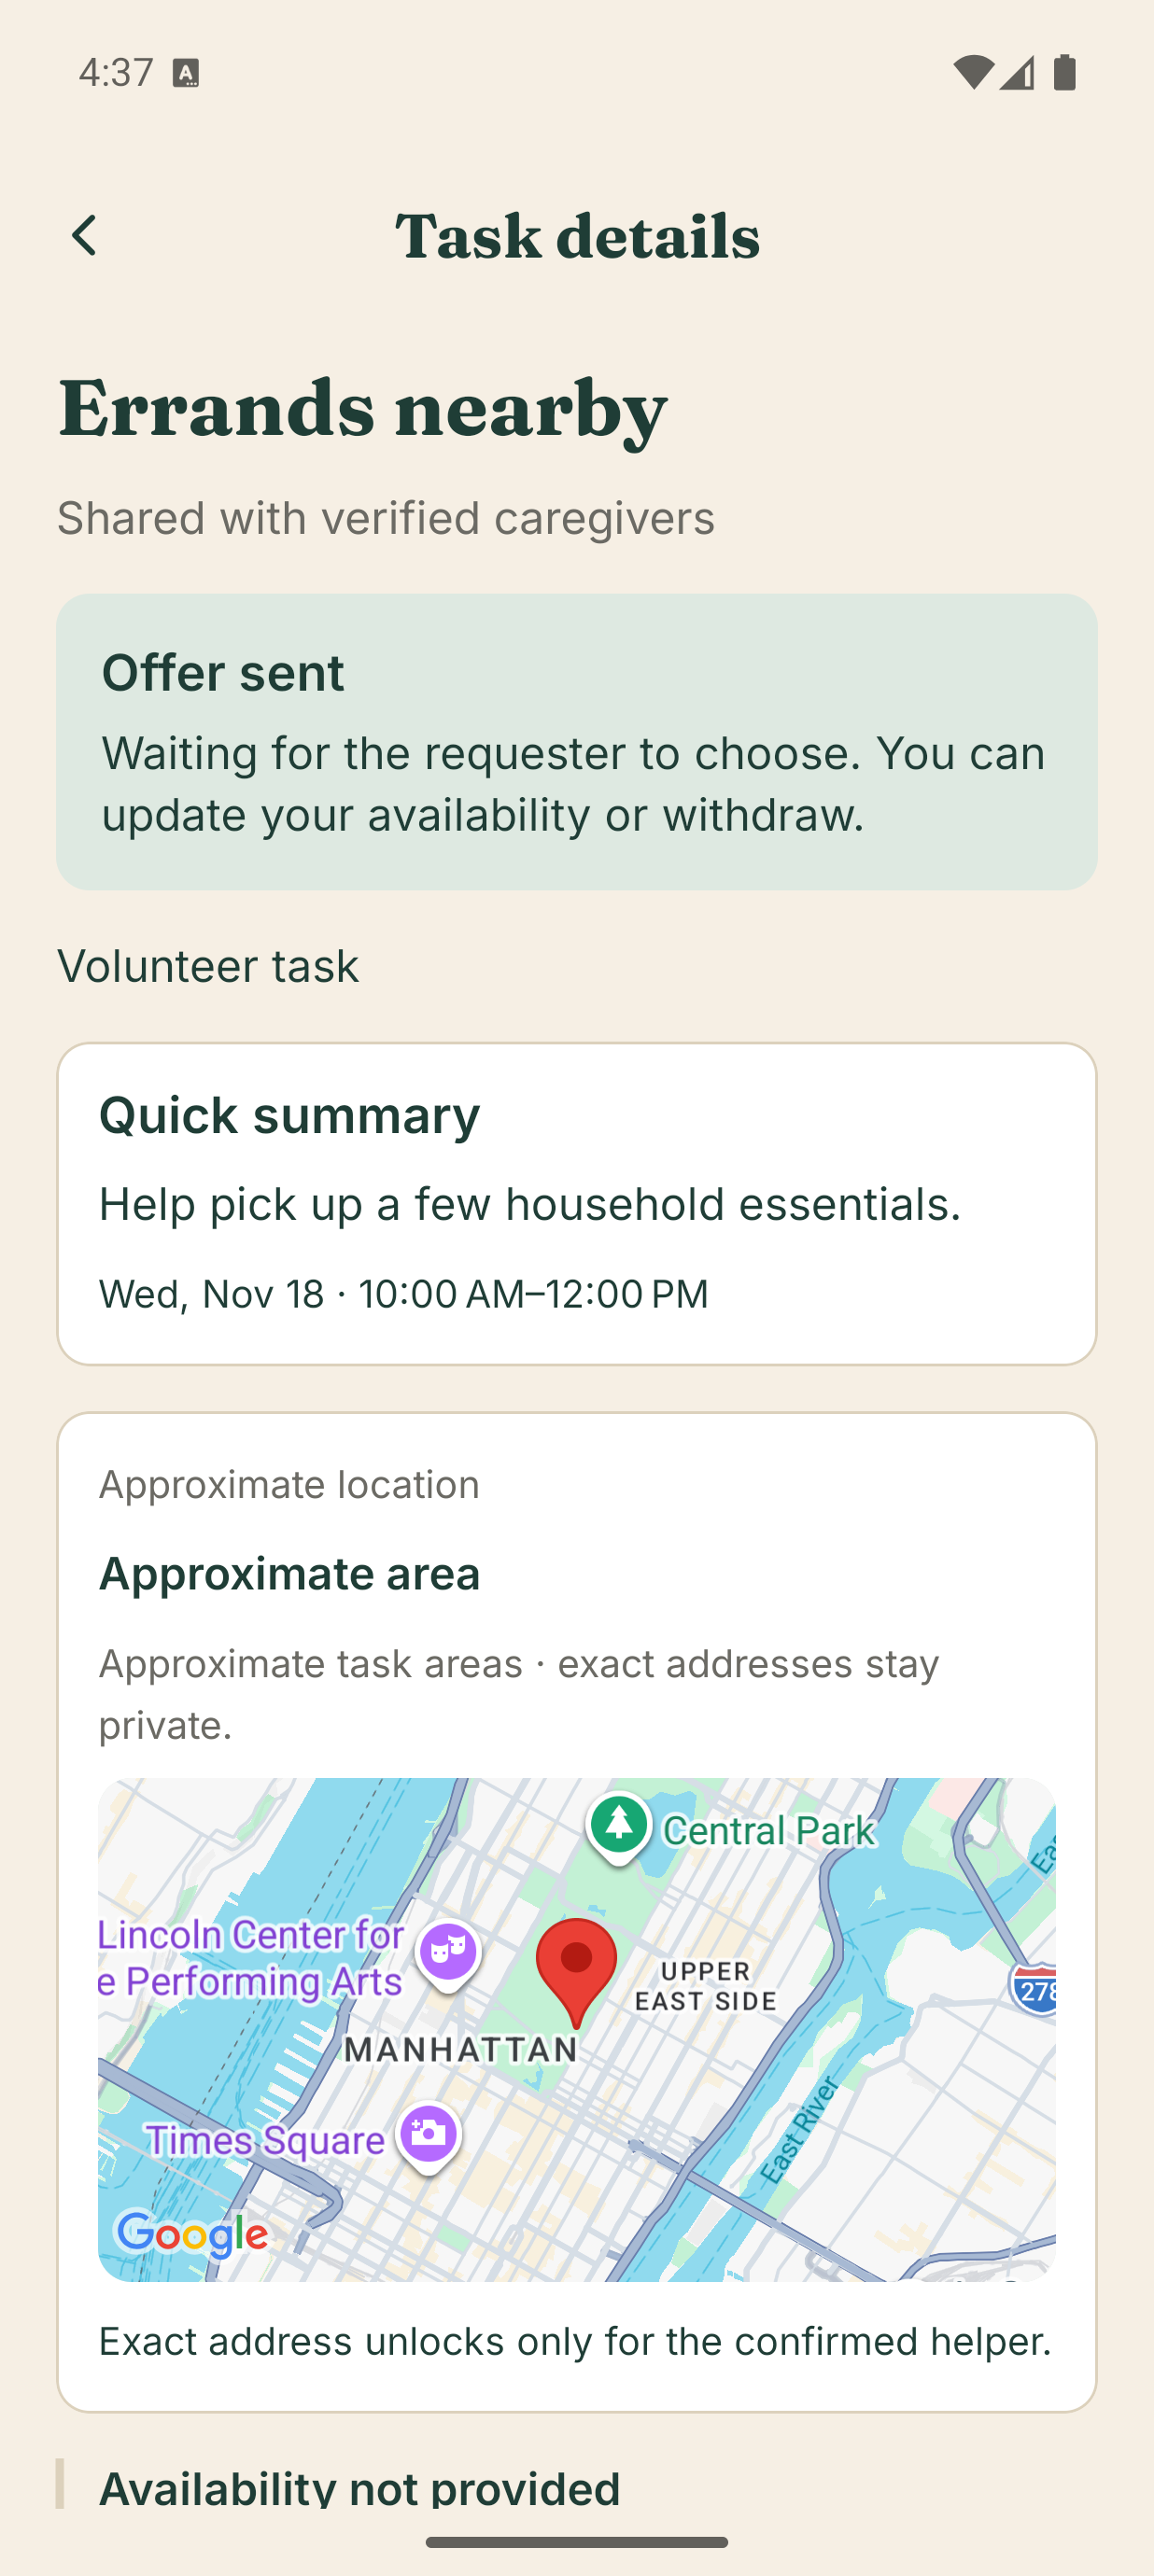 4:37
Task details
Errands nearby
Shared with verified caregivers
Offer sent
Waiting for the requester to choose. You can
update your availability or withdraw.
Volunteer task
Quick summary
Help pick up a few household essentials.
Wed, Nov 18 · 10:00 AM–12:00 PM
Approximate location
Approximate area
Approximate task areas · exact addresses stay
private.
Central Park
Lincoln Center for
e Performing Arts
UPPER
EAST SIDE
278
MANHATTAN
Times Square
East River
Google
Exact address unlocks only for the confirmed helper.
Availability not provided